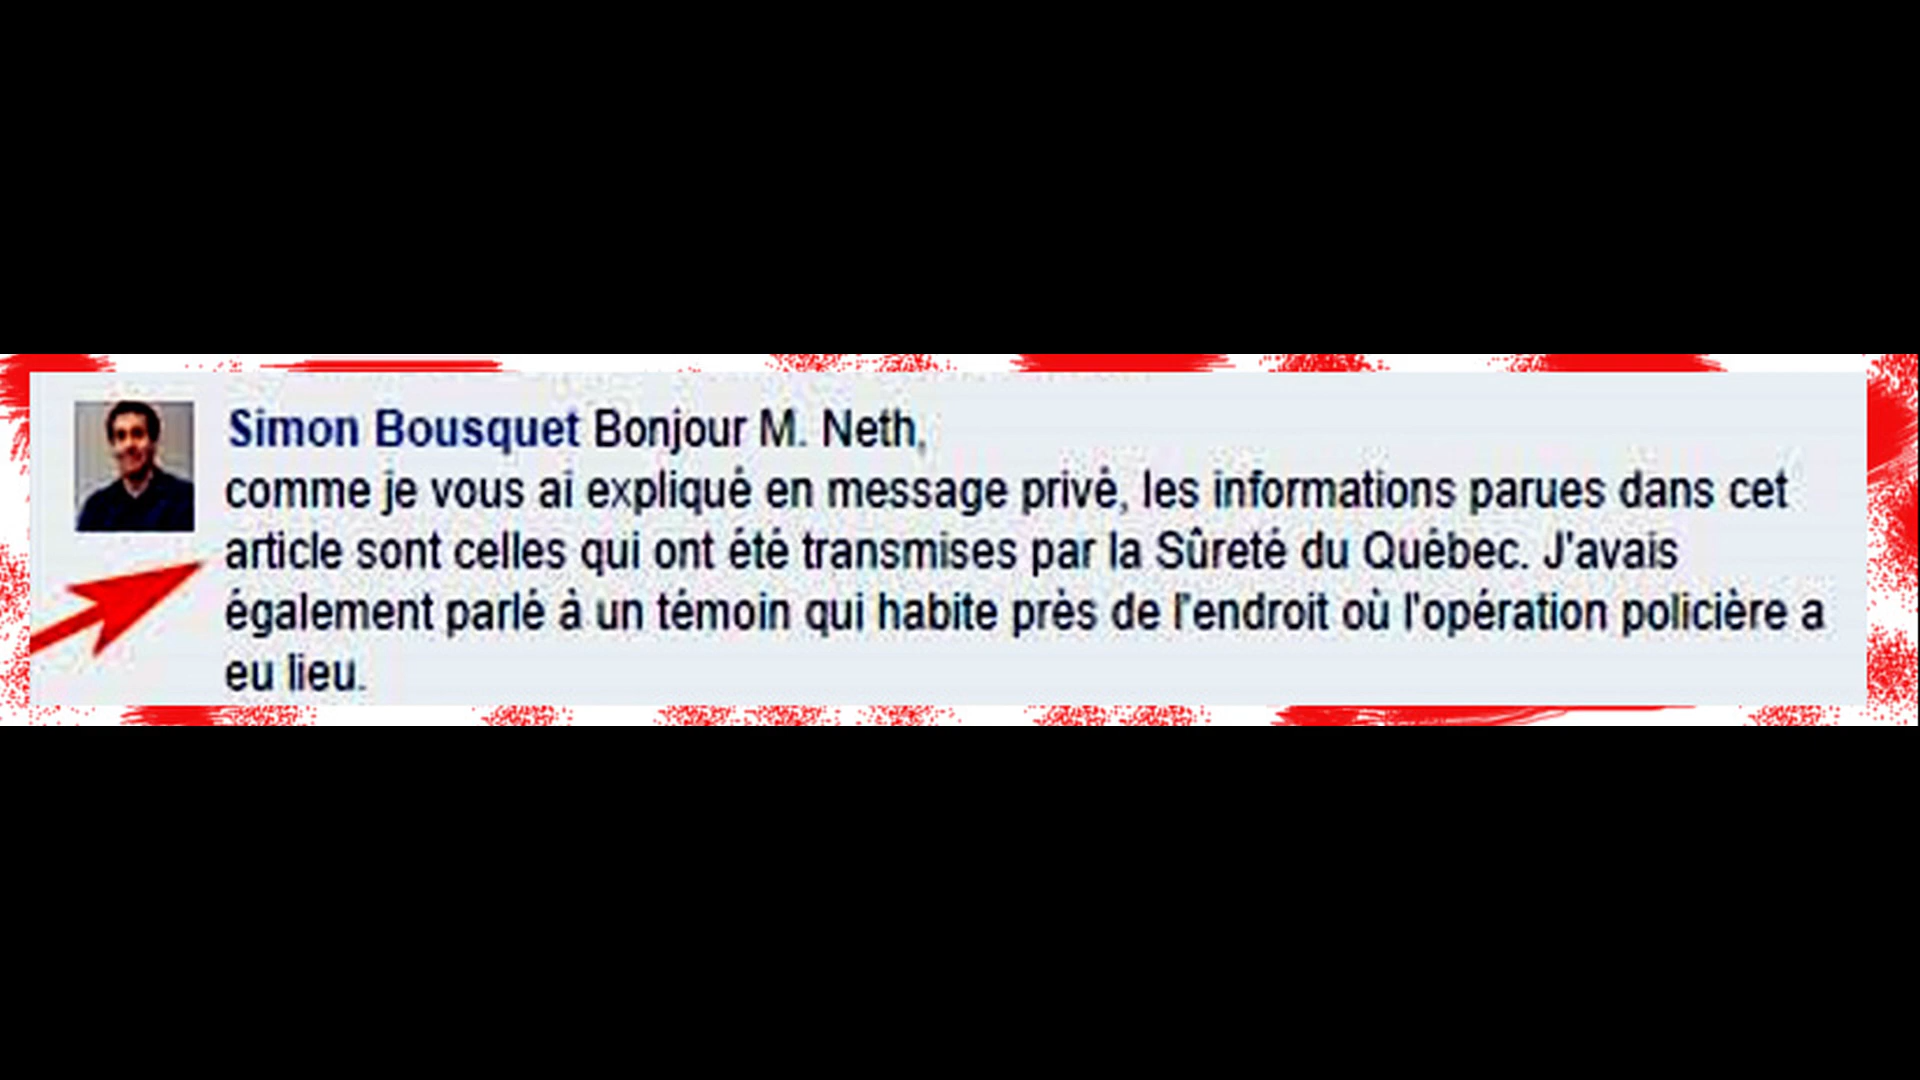 Simon Bousquet Bonjour M. Neth,
comme je vous ai expliqué en message privé, les informations parues dans cet
article sont celles qui ont été transmises par la Sûreté du Québec. J'avais
également parlé à un témoin qui habite près de l'endroit où l'opération policière a
eu lieu.